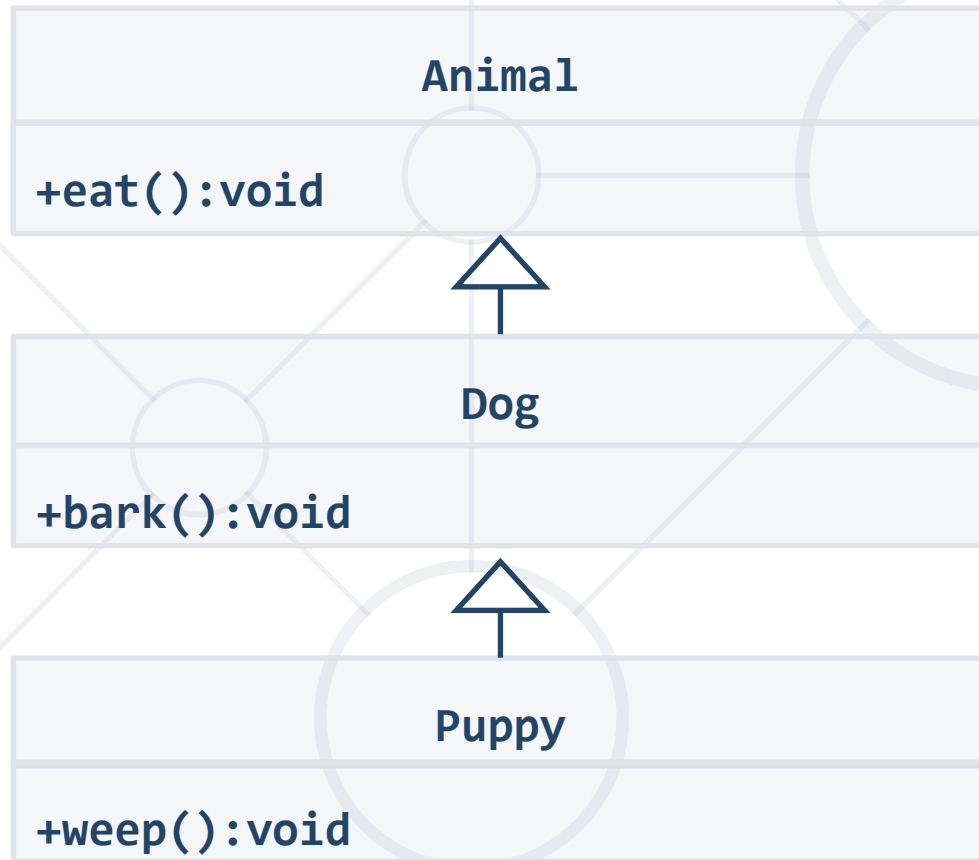 Animal
+eat():void
Dog
+bark():void
Puppy
+weep():void